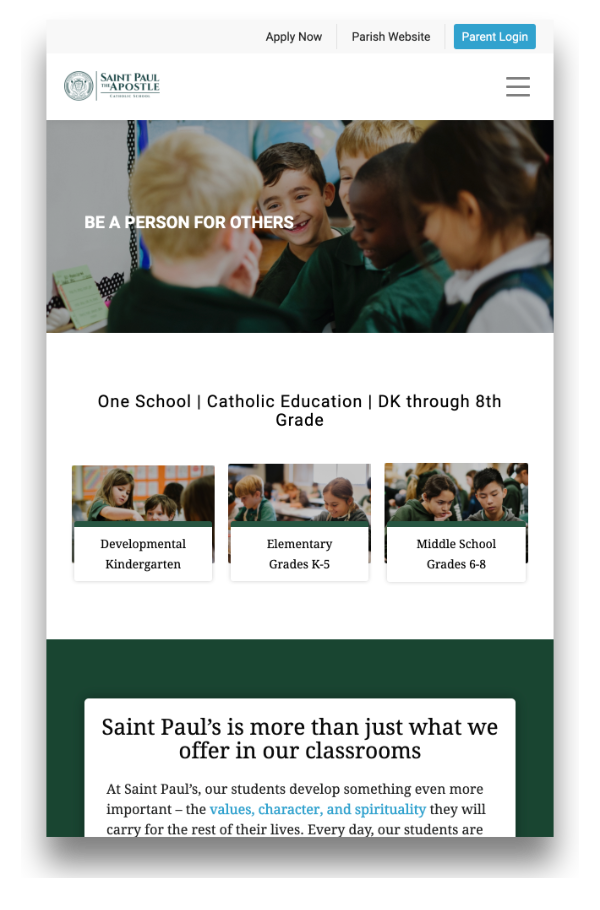 Apply Now
Parish Website
Parent Login
SAINT PAUL
THE APOSTLE
CATHOLIC SCHOOL
BE A PERSON FOR OTHERS
One School | Catholic Education | DK through 8th
Grade
Developmental
Kindergarten
Elementary
Grades K-5
Middle School
Grades 6-8
Saint Paul’s is more than just what we
offer in our classrooms
At Saint Paul’s, our students develop something even more
important – the values, character, and spirituality they will
carry for the rest of their lives. Every day, our students are